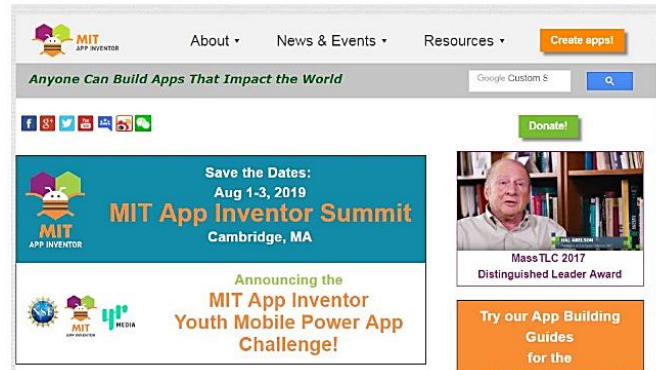 MIT
APP INVENTOR
About
News & Events
Resources
Create apps!
Anyone Can Build Apps That Impact the World
Google Custom S
Donate!
Save the Dates:
Aug 1-3, 2019
MIT App Inventor Summit
Cambridge, MA
MIT
APP INVENTOR
HAL ABELSON
MassTLC 2017
Distinguished Leader Award
Announcing the
MIT App Inventor
Youth Mobile Power App
Challenge!
NSF
MIT
MEDIA
Try our App Building
Guides
for the